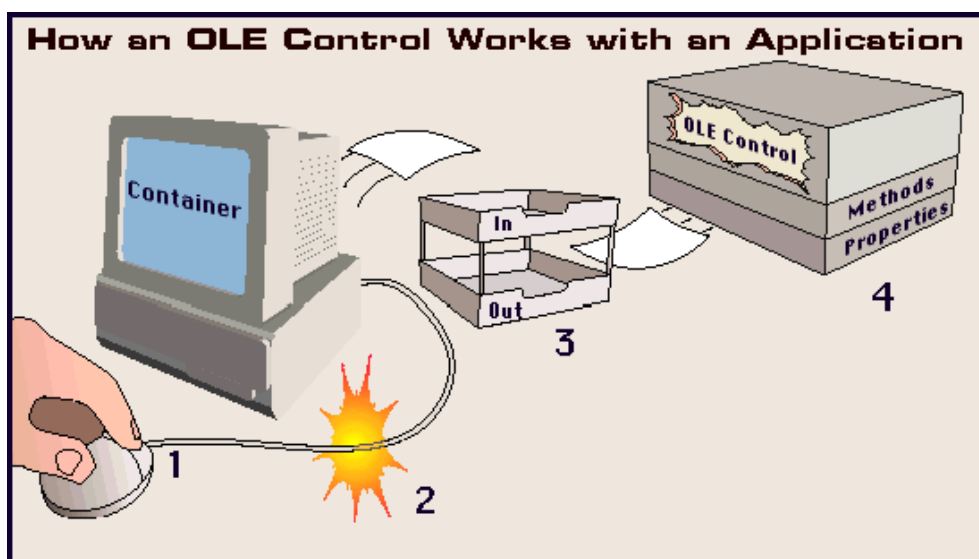 How an OLE Control Works with an Application
Container
In
Out
OLE Control
Methods
Properties
1
2
3
4